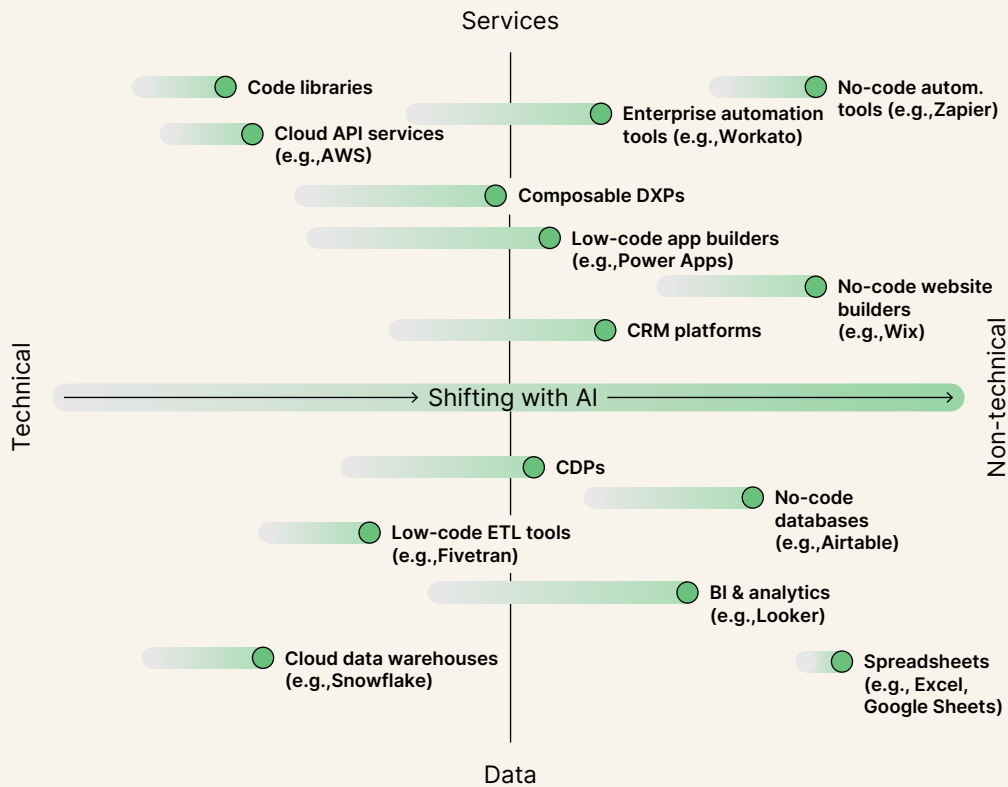 Services
Code libraries
No-code autom.
tools (e.g.,Zapier)
Enterprise automation
tools (e.g.,Workato)
Cloud API services
(e.g.,AWS)
Composable DXPs
Low-code app builders
(e.g.,Power Apps)
No-code website
builders
(e.g.,Wix)
CRM platforms
Technical
Shifting with AI
Non-technical
CDPs
No-code
databases
(e.g.,Airtable)
Low-code ETL tools
(e.g.,Fivetran)
BI & analytics
(e.g.,Looker)
Cloud data warehouses
(e.g.,Snowflake)
Spreadsheets
(e.g., Excel,
Google Sheets)
Data